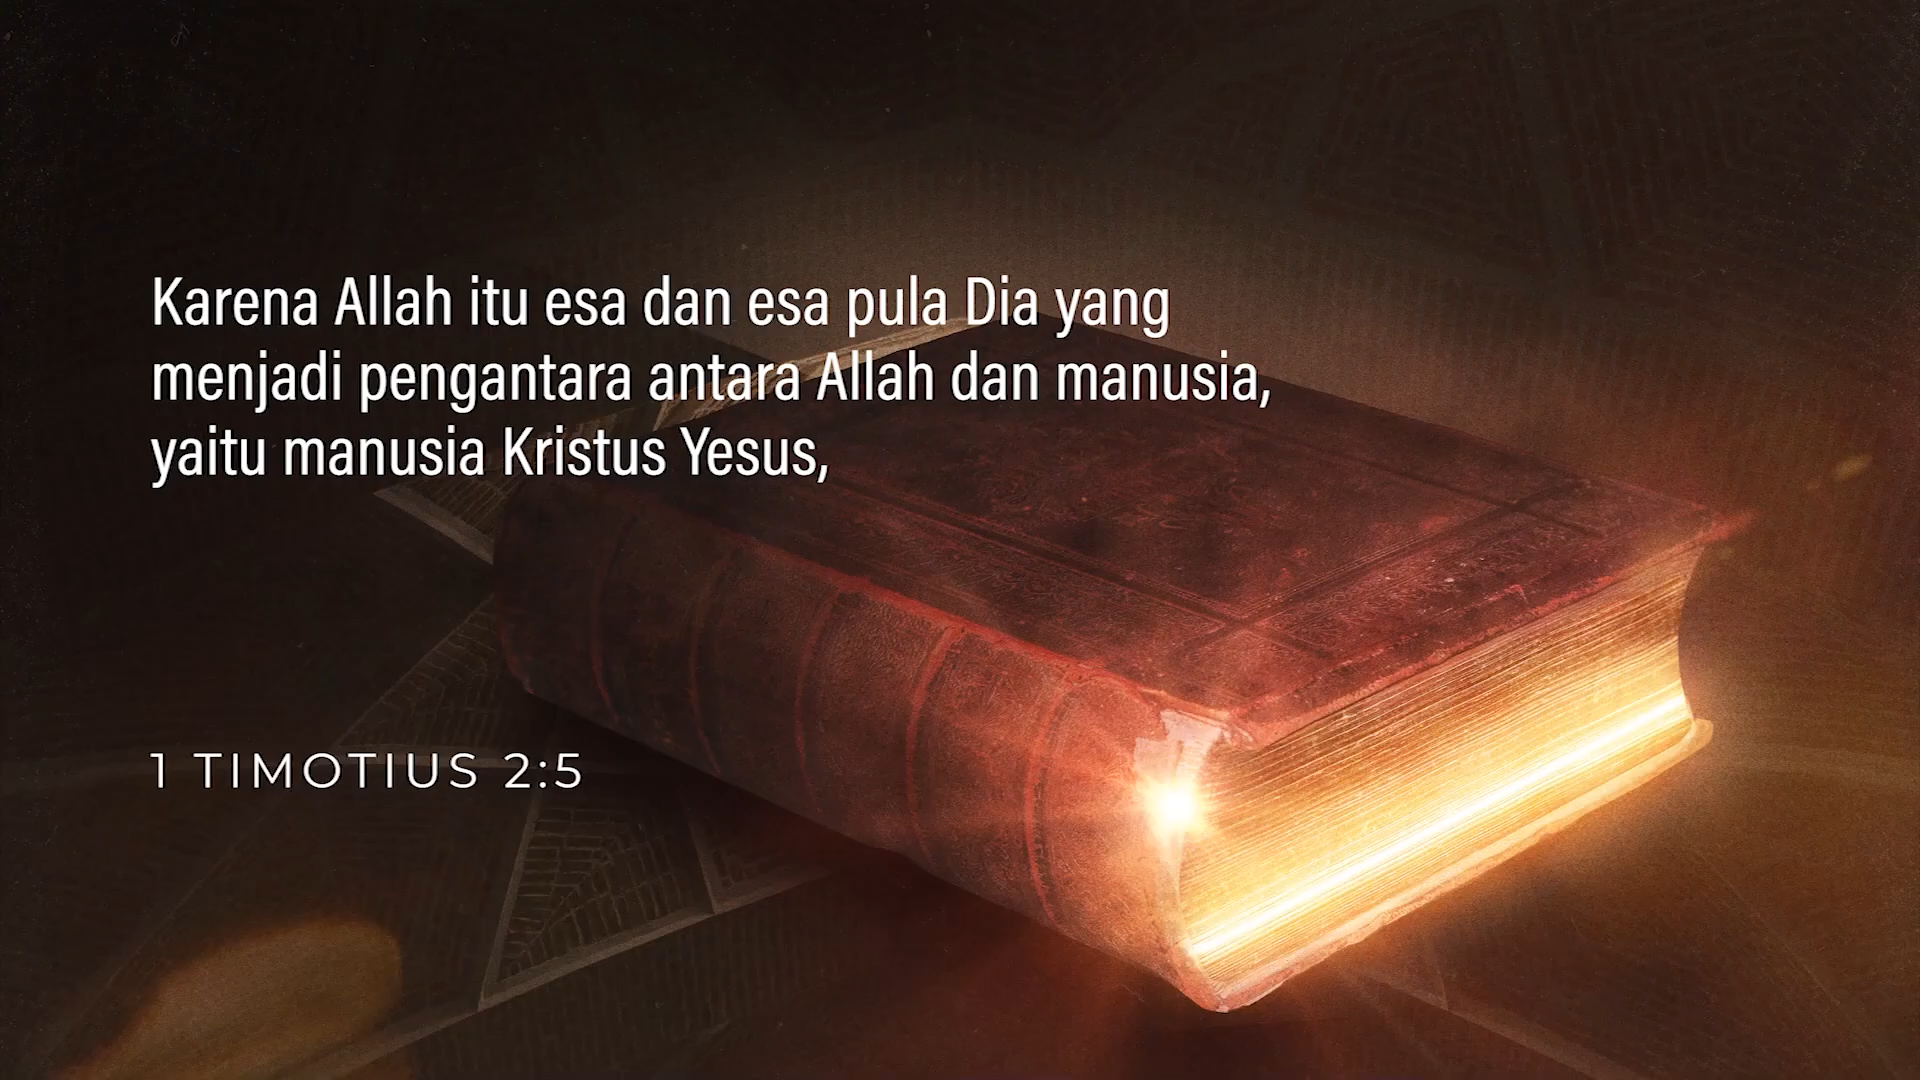 Karena Allah itu esa dan esa pula Dia yang
menjadi pengantara antara Allah dan manusia,
yaitu manusia Kristus Yesus,
1 TIMOTIUS 2:5